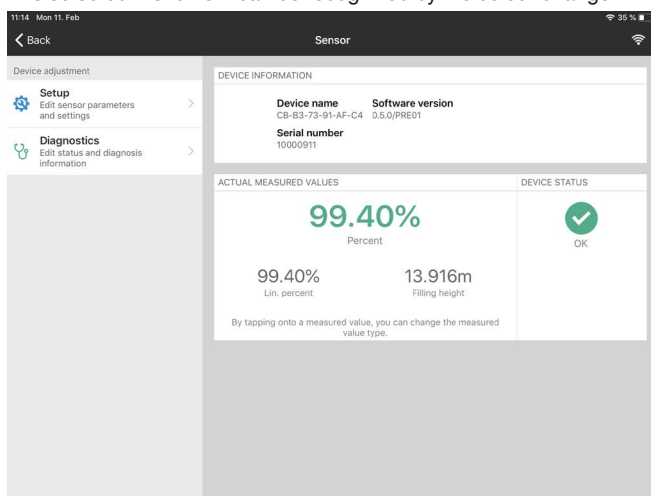 11:14 Mon 11. Feb
35 %
Back
Sensor
Device adjustment
Setup
Edit sensor parameters
and settings
Diagnostics
Edit status and diagnosis
information
DEVICE INFORMATION
Device name Software version
CB-B3-73-91-AF-C4 0.5.0/PRE01
Serial number
10000911
ACTUAL MEASURED VALUES
99.40%
Percent
99.40% 13.916m
Lin. percent Filling height
By tapping onto a measured value, you can change the measured
value type.
DEVICE STATUS
OK